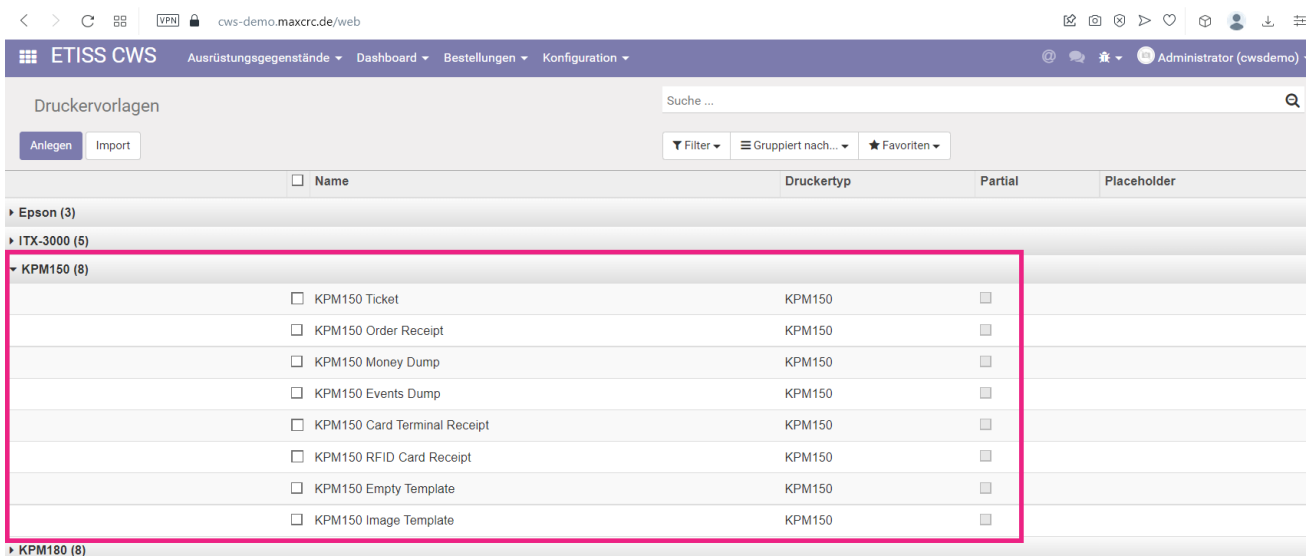 VPN cws-demo.maxcrc.de/web
ETISS CWS Ausrüstungsgegenstände Dashboard Bestellungen Konfiguration @ Administrator (cwsdemo)
Druckervorlagen Suche ...
Anlegen Import Filter Gruppiert nach... Favoriten
Name Druckertyp Partial Placeholder
Epson (3)
ITX-3000 (5)
KPM150 (8)
KPM150 Ticket KPM150
KPM150 Order Receipt KPM150
KPM150 Money Dump KPM150
KPM150 Events Dump KPM150
KPM150 Card Terminal Receipt KPM150
KPM150 RFID Card Receipt KPM150
KPM150 Empty Template KPM150
KPM150 Image Template KPM150
KPM180 (8)